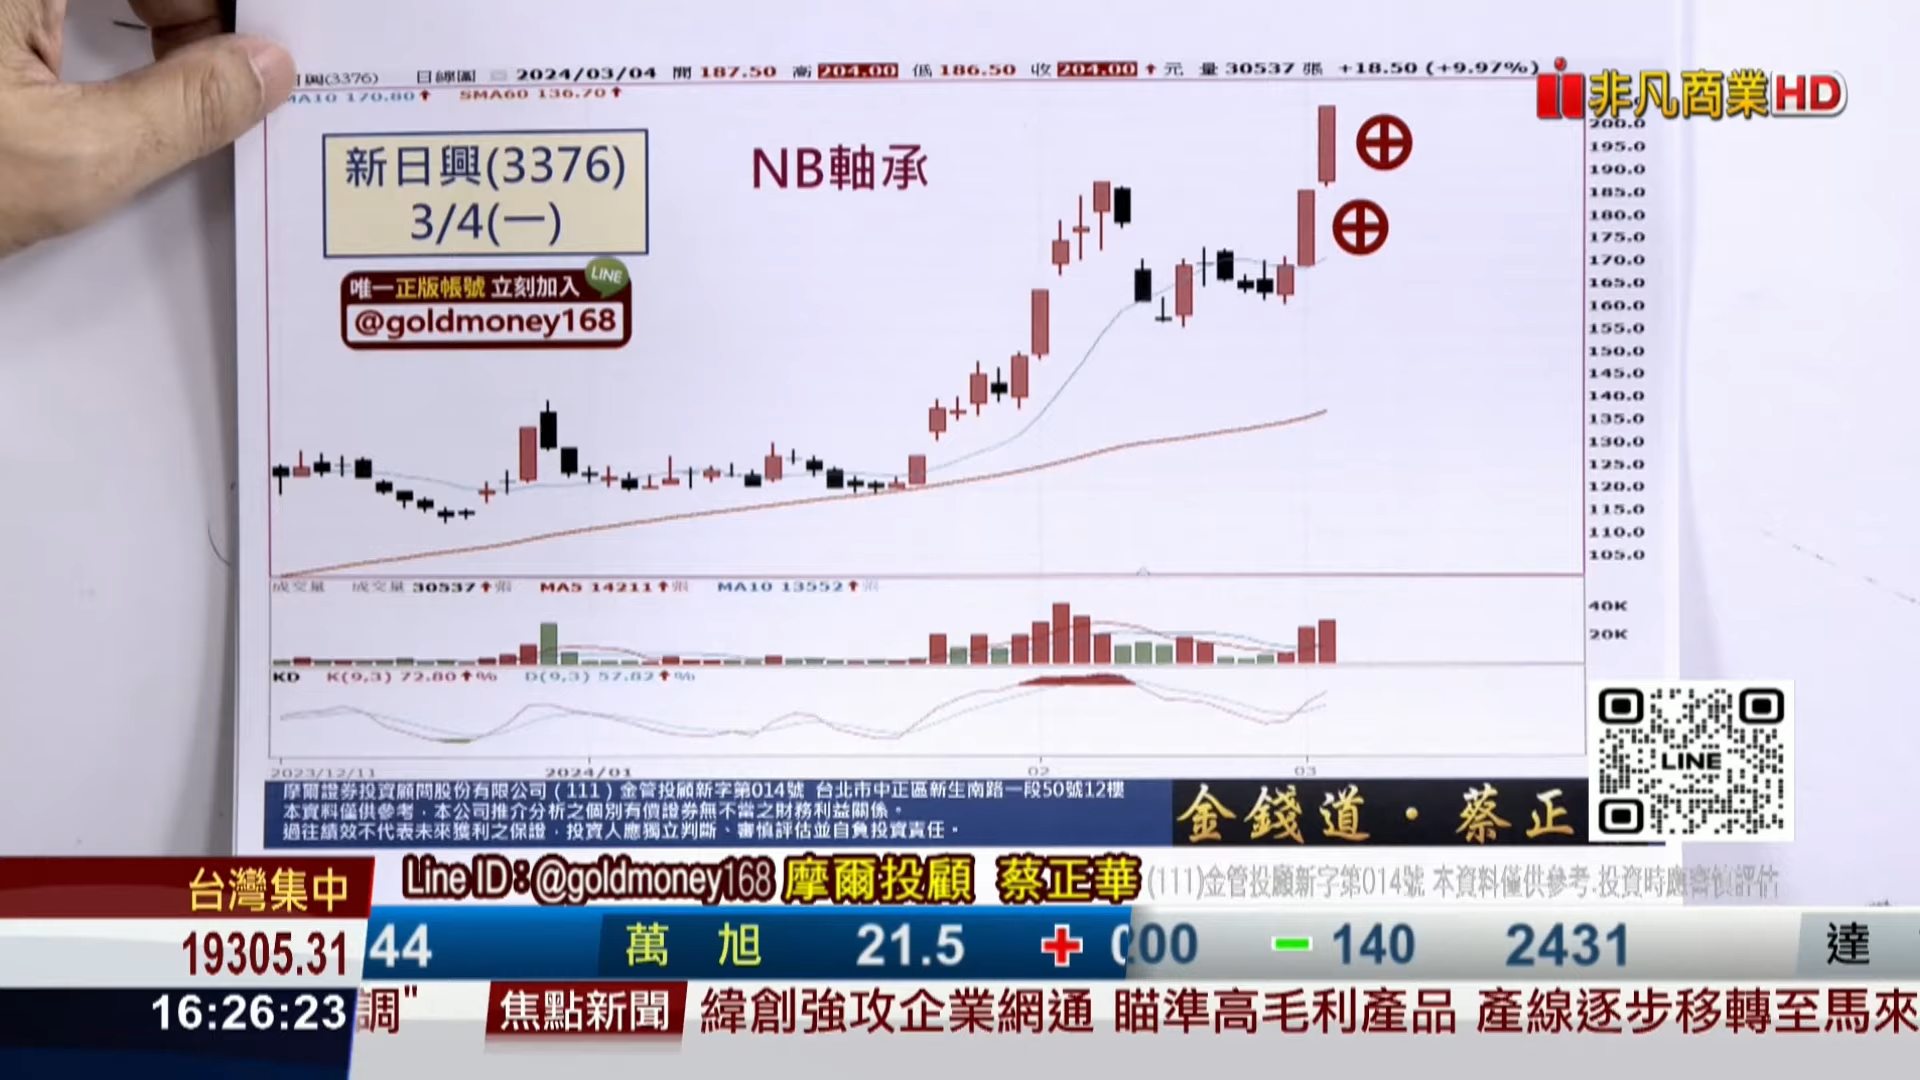 日興(3376) 日線圖 2024/03/04 開 187.50 高 204.00 低 186.50 收 204.00 ↑ 元 量 30537 張 +18.50 (+9.97%)
MA10 170.80↑ SMA60 136.70↑
非凡商業HD
新日興(3376)
3/4(一)
NB軸承
唯一正版帳號 立刻加入 LINE
@goldmoney168
200.0
195.0
190.0
185.0
180.0
175.0
170.0
165.0
160.0
155.0
150.0
145.0
140.0
135.0
130.0
125.0
120.0
115.0
110.0
105.0
成交量 成交量 30537↑張 MA5 14211↑張 MA10 13552↑張
40K
20K
KD K(9,3) 72.80↑% D(9,3) 57.82↑%
2023/12/11 2024/01 02 03
LINE
摩爾證券投資顧問股份有限公司(111)金管投顧新字第014號 台北市中正區新生南路一段50號12樓
本資料僅供參考，本公司推介分析之個別有價證券無不當之財務利益關係。
過往績效不代表未來獲利之保證，投資人應獨立判斷、審慎評估並自負投資責任。
金錢道·蔡正
Line ID:@goldmoney168 摩爾投顧 蔡正華 (111)金管投顧新字第014號 本資料僅供參考.投資時應審慎評估
台灣集中
19305.31
44 萬旭 21.5 + 0 200 - 140 2431 達
16:26:23
調" 焦點新聞 緯創強攻企業網通 瞄準高毛利產品 產線逐步移轉至馬來